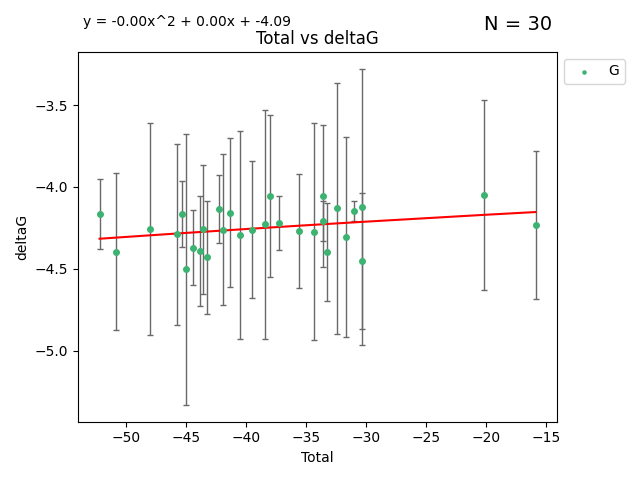 y = -0.00x^2 + 0.00x + -4.09
N = 30
Total vs deltaG
G
deltaG
−3.5
−4.0
−4.5
−5.0
−50 −45 −40 −35 −30 −25 −20 −15
Total